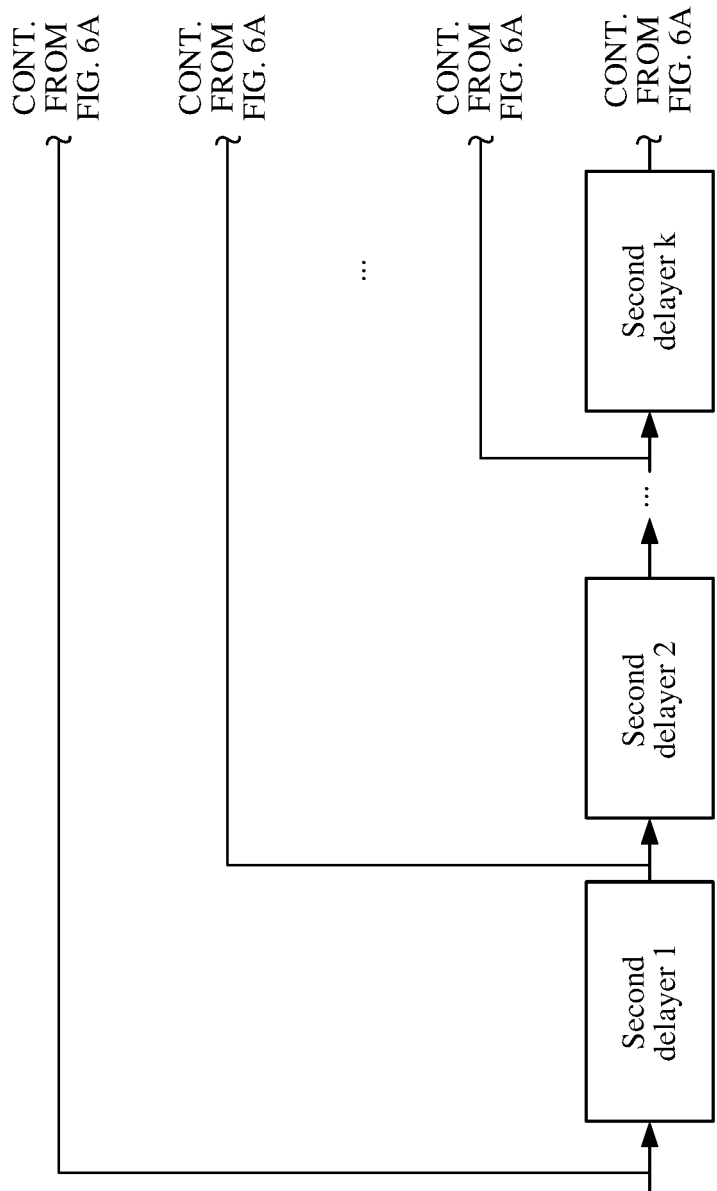 CONT.
FROM
FIG. 6A
CONT.
FROM
FIG. 6A
CONT.
FROM
FIG. 6A
CONT.
FROM
FIG. 6A
...
Second
delayer 1
Second
delayer 2
...
Second
delayer k